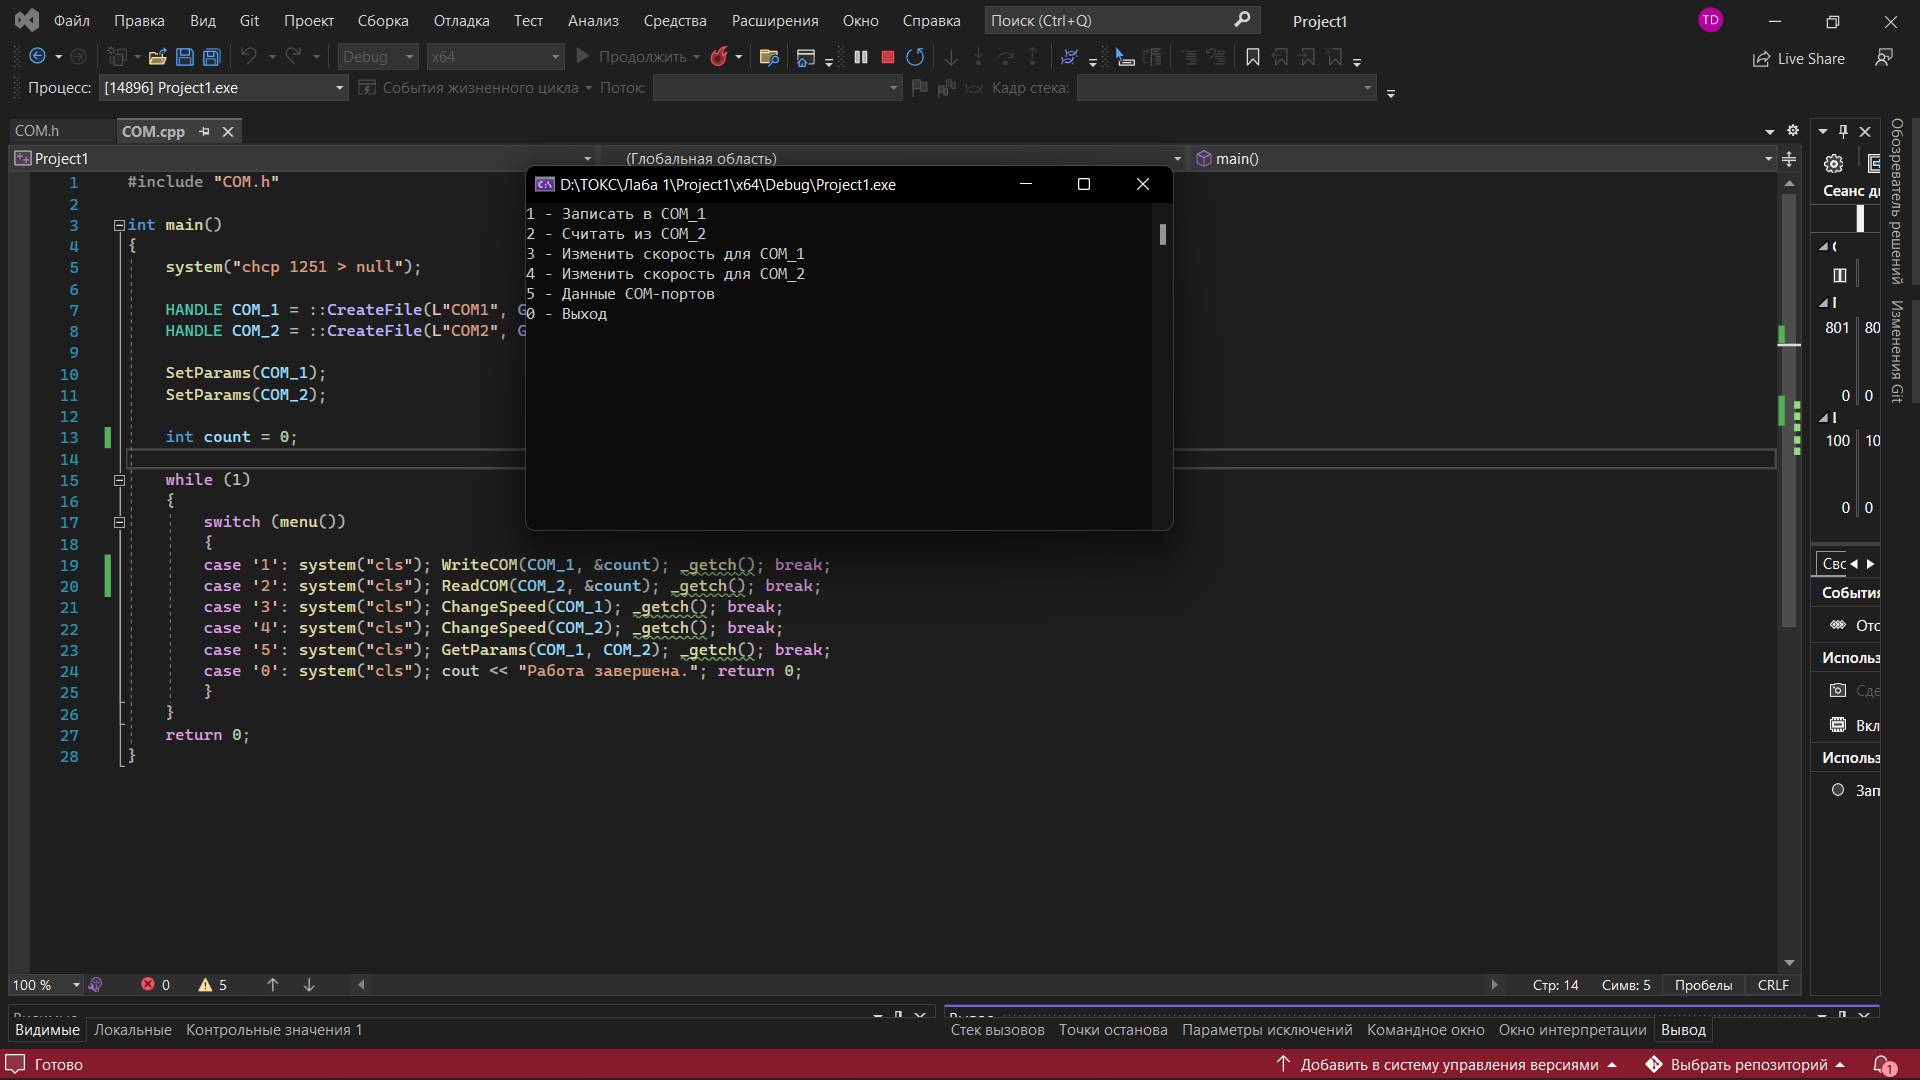 Файл Правка Вид Git Проект Сборка Отладка Тест Анализ Средства Расширения Окно Справка Поиск (Ctrl+Q) Project1 TD
Debug x64 Продолжить Live Share
Процесс: [14896] Project1.exe События жизненного цикла Поток: Кадр стека:
COM.h COM.cpp
Project1 (Глобальная область) main()
D:\ТОКС\Лаба 1\Project1\x64\Debug\Project1.exe
1 - Записать в COM_1
2 - Считать из COM_2
3 - Изменить скорость для COM_1
4 - Изменить скорость для COM_2
5 - Данные COM-портов
0 - Выход
1 #include "COM.h"
2
3 int main()
4 {
5 system("chcp 1251 > null");
6
7 HANDLE COM_1 = ::CreateFile(L"COM1", G
8 HANDLE COM_2 = ::CreateFile(L"COM2", G
9
10 SetParams(COM_1);
11 SetParams(COM_2);
12
13 int count = 0;
14
15 while (1)
16 {
17 switch (menu())
18 {
19 case '1': system("cls"); WriteCOM(COM_1, &count); _getch(); break;
20 case '2': system("cls"); ReadCOM(COM_2, &count); _getch(); break;
21 case '3': system("cls"); ChangeSpeed(COM_1); _getch(); break;
22 case '4': system("cls"); ChangeSpeed(COM_2); _getch(); break;
23 case '5': system("cls"); GetParams(COM_1, COM_2); _getch(); break;
24 case '0': system("cls"); cout << "Работа завершена."; return 0;
25 }
26 }
27 return 0;
28 }
Сеанс ди
801 80
0 0
100 10
0 0
Свс
События
Ото
Использ
Сде
Вкл
Использ
Зап
Обозреватель решений
Изменения Git
100 % 0 5 Стр: 14 Симв: 5 Пробелы CRLF
Видимые Локальные Контрольные значения 1
Стек вызовов Точки останова Параметры исключений Командное окно Окно интерпретации Вывод
Готово Добавить в систему управления версиями Выбрать репозиторий 1